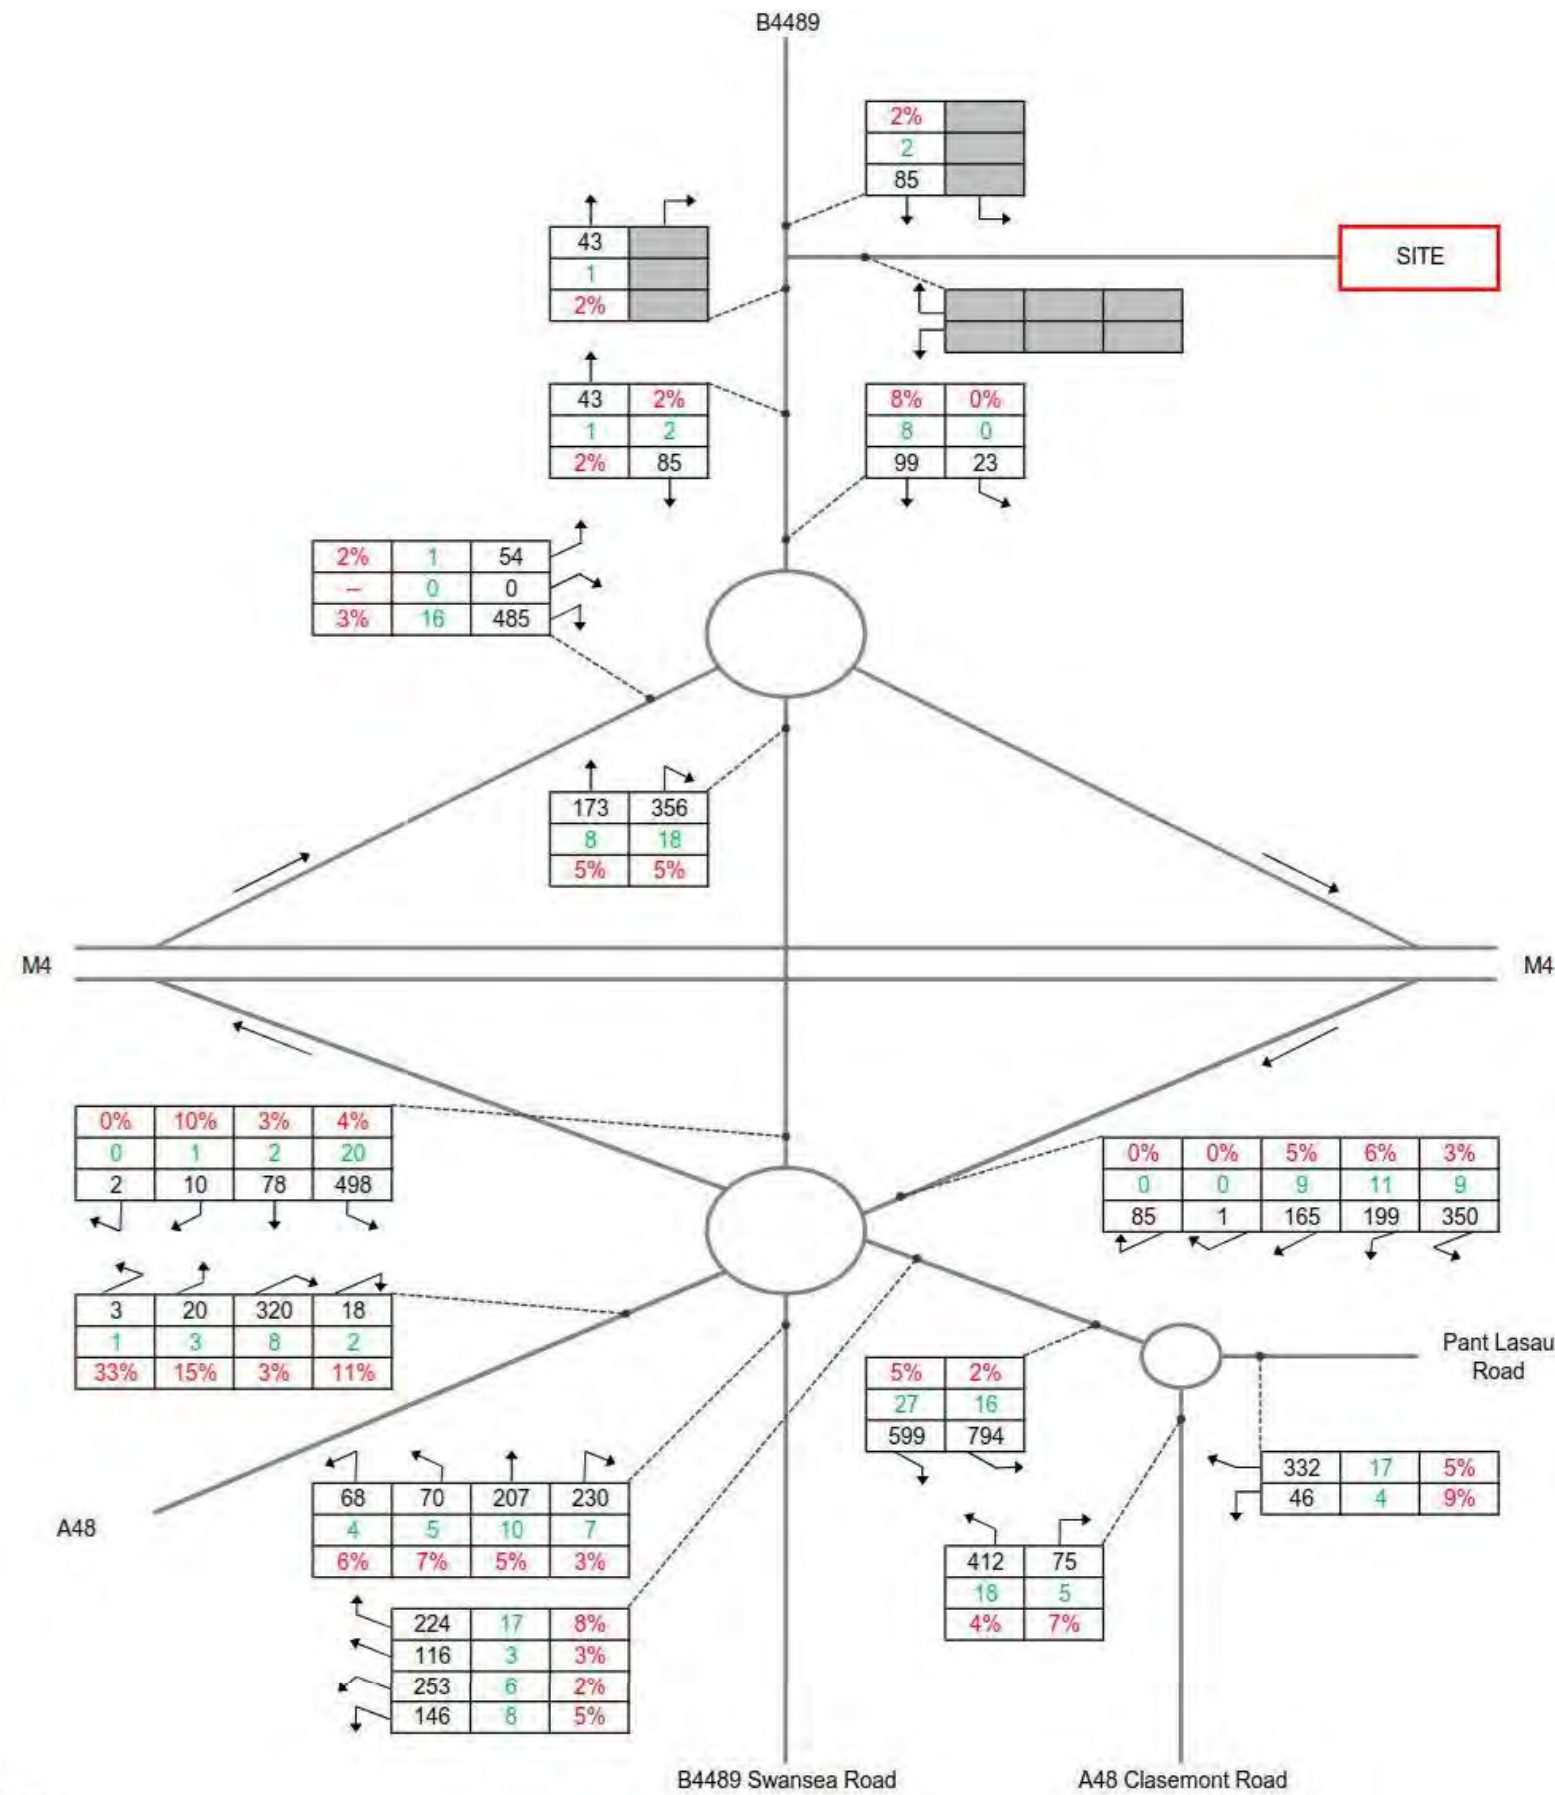 B4489
2%
2
85
43
1
2%
SITE
43 2%
1 2
2% 85
8% 0%
8 0
99 23
2% 1 54
– 0 0
3% 16 485
173 356
8 18
5% 5%
M4
M4
0% 10% 3% 4%
0 1 2 20
2 10 78 498
0% 0% 5% 6% 3%
0 0 9 11 9
85 1 165 199 350
3 20 320 18
1 3 8 2
33% 15% 3% 11%
Pant Lasau
Road
5% 2%
27 16
599 794
332 17 5%
46 4 9%
A48
68 70 207 230
4 5 10 7
6% 7% 5% 3%
412 75
18 5
4% 7%
224 17 8%
116 3 3%
253 6 2%
146 8 5%
B4489 Swansea Road
A48 Clasemont Road